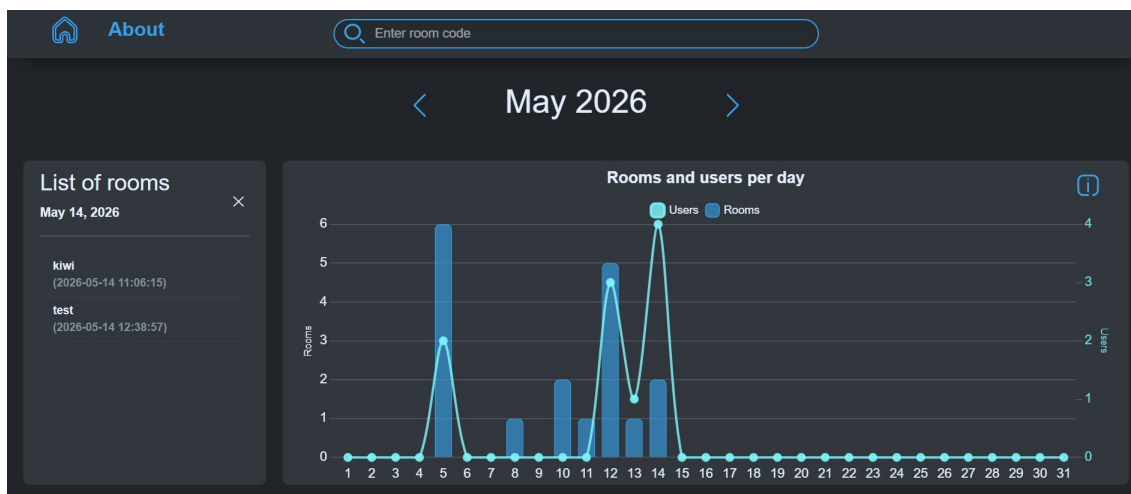 About
Enter room code
May 2026
List of rooms
May 14, 2026
kiwi
(2026-05-14 11:06:15)
test
(2026-05-14 12:38:57)
Rooms and users per day
Users Rooms
Rooms
6
5
4
3
2
1
0
4
3
2
1
0
Users
1 2 3 4 5 6 7 8 9 10 11 12 13 14 15 16 17 18 19 20 21 22 23 24 25 26 27 28 29 30 31